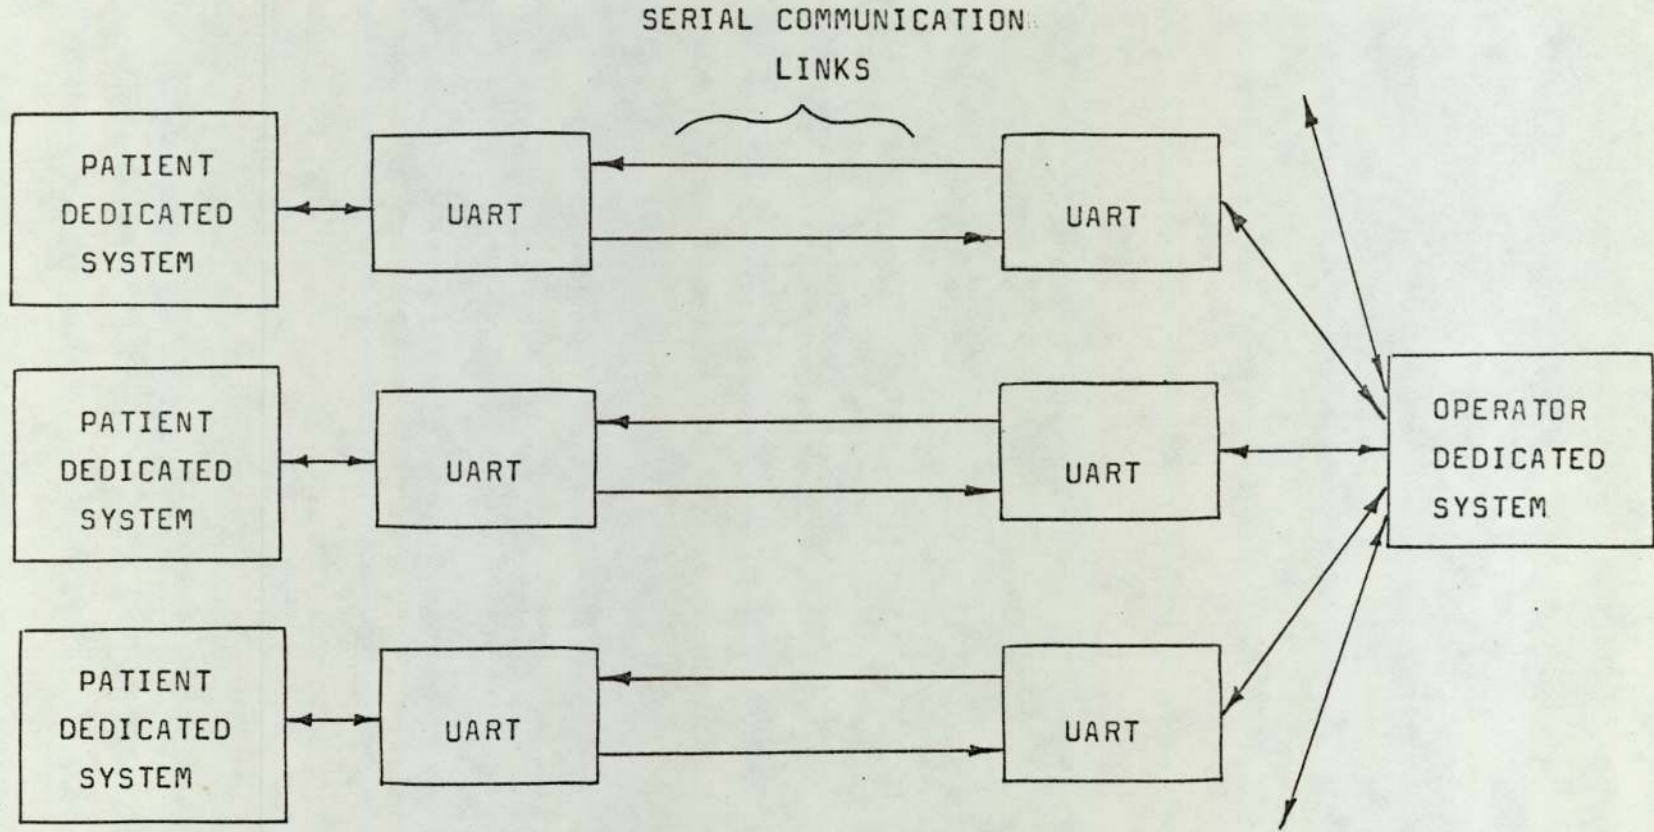 SERIAL COMMUNICATION
LINKS
PATIENT
DEDICATED
SYSTEM
UART
UART
PATIENT
DEDICATED
SYSTEM
UART
UART
OPERATOR
DEDICATED
SYSTEM
PATIENT
DEDICATED
SYSTEM
UART
UART